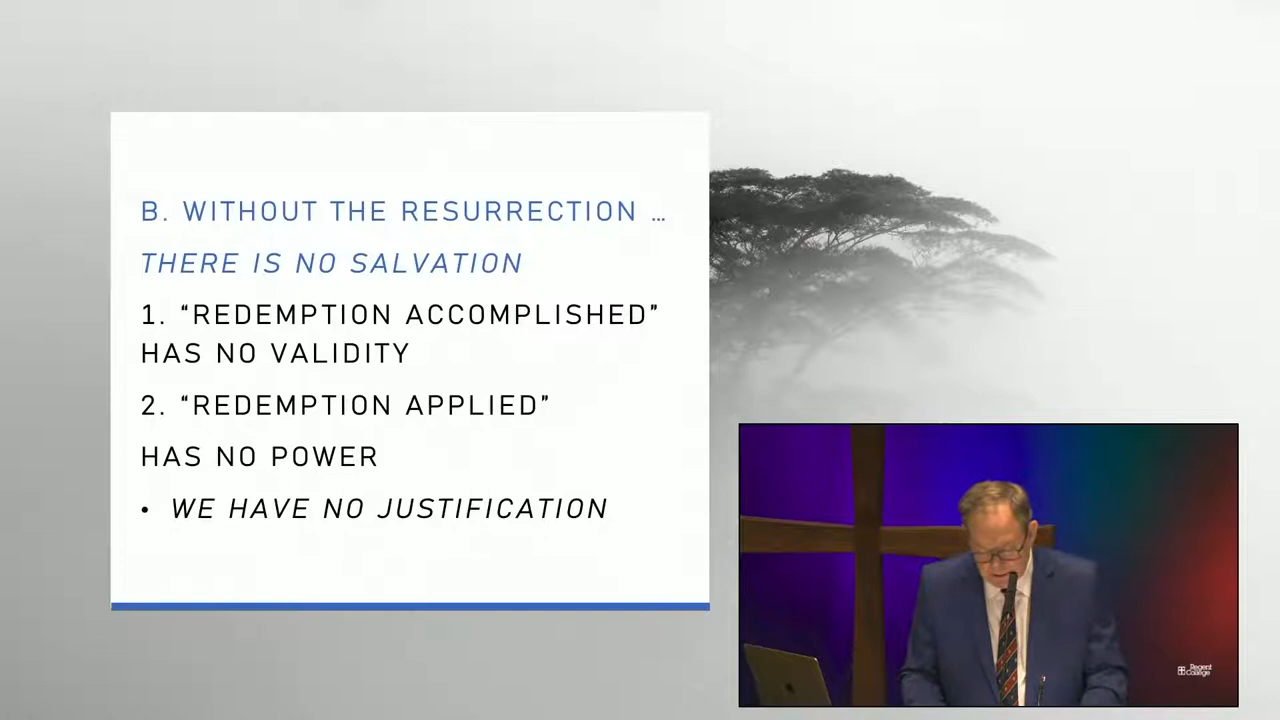 B. WITHOUT THE RESURRECTION …
THERE IS NO SALVATION
1. “REDEMPTION ACCOMPLISHED”
HAS NO VALIDITY
2. “REDEMPTION APPLIED”
HAS NO POWER
• WE HAVE NO JUSTIFICATION
Regent
College